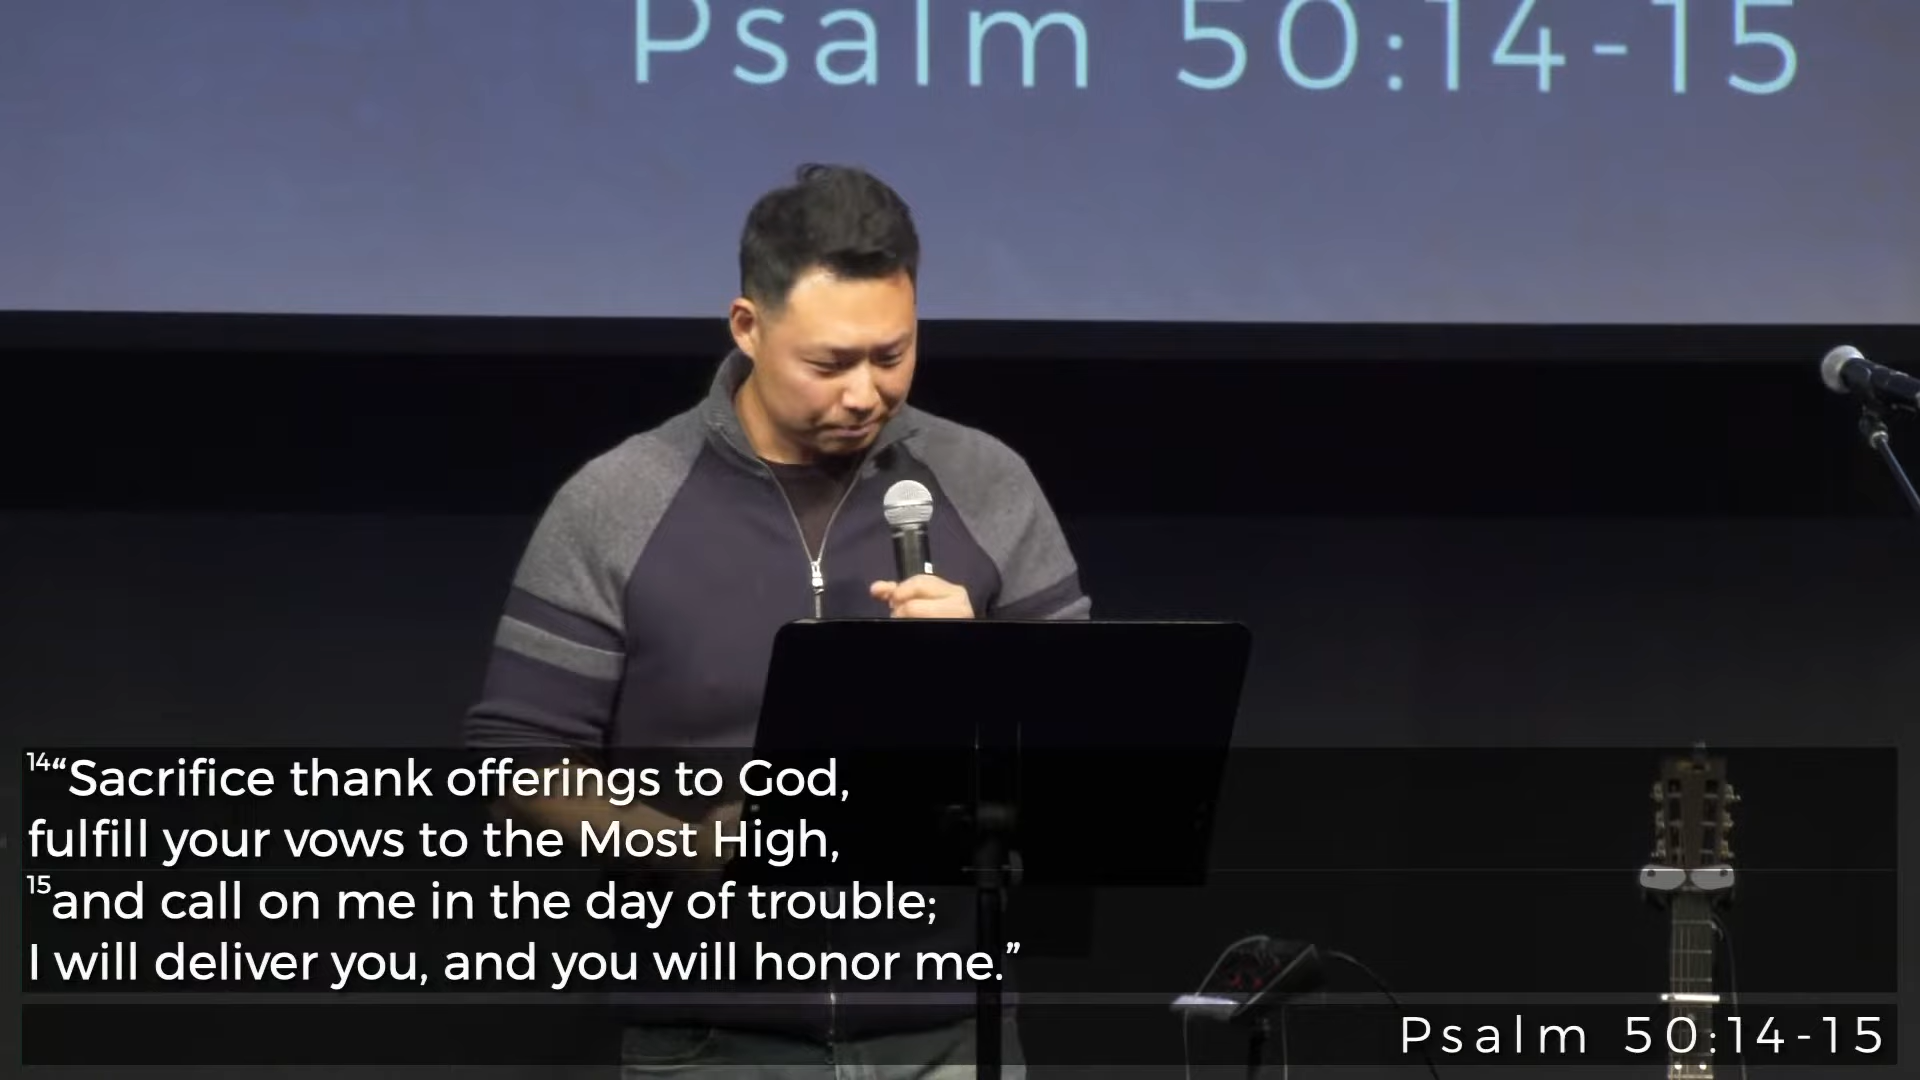 Psalm 50:14-15
14“Sacrifice thank offerings to God,
fulfill your vows to the Most High,
15and call on me in the day of trouble;
I will deliver you, and you will honor me.”
Psalm 50:14-15